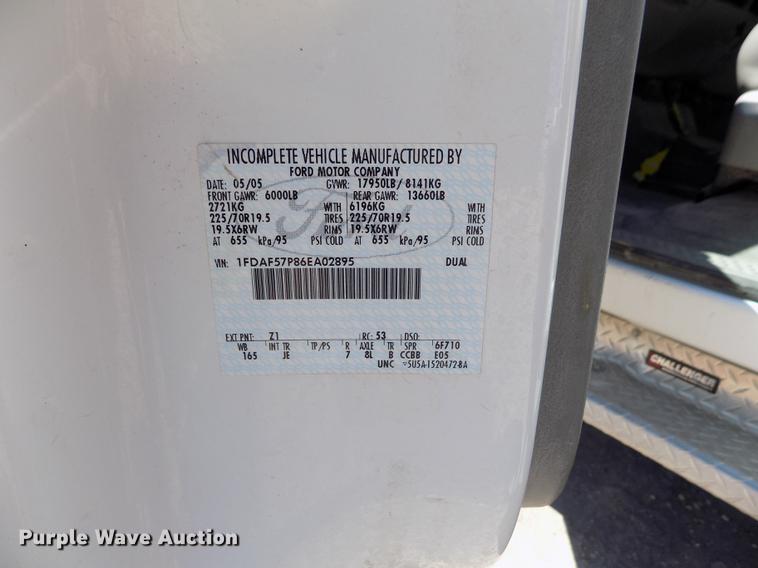 INCOMPLETE VEHICLE MANUFACTURED BY
FORD MOTOR COMPANY
DATE: 05/05 GVWR: 17950LB/ 8141KG
FRONT GAWR: 6000LB REAR GAWR: 13660LB
2721KG WITH 6196KG WITH
225/70R19.5 TIRES 225/70R19.5 TIRES
19.5X6RW RIMS 19.5X6RW RIMS
AT 655 kPa/95 PSI COLD AT 655 kPa/95 PSI COLD
VIN: 1FDAF57P86EA02895 DUAL
EXT PNT: Z1 RC: 53 DSO:
WB INT TR TP/PS R AXLE TR SPR 6F710
165 JE 7 8L B CCBB E05
UNC 5U5A-1520472-BA
CHALLENGER
Purple Wave Auction